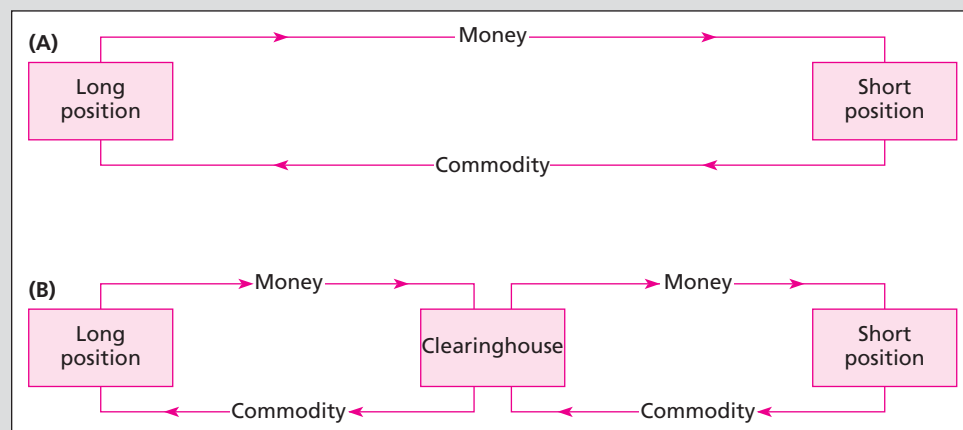 (A)
Money
Long
position
Short
position
Commodity
(B)
Money
Money
Long
position
Clearinghouse
Short
position
Commodity
Commodity